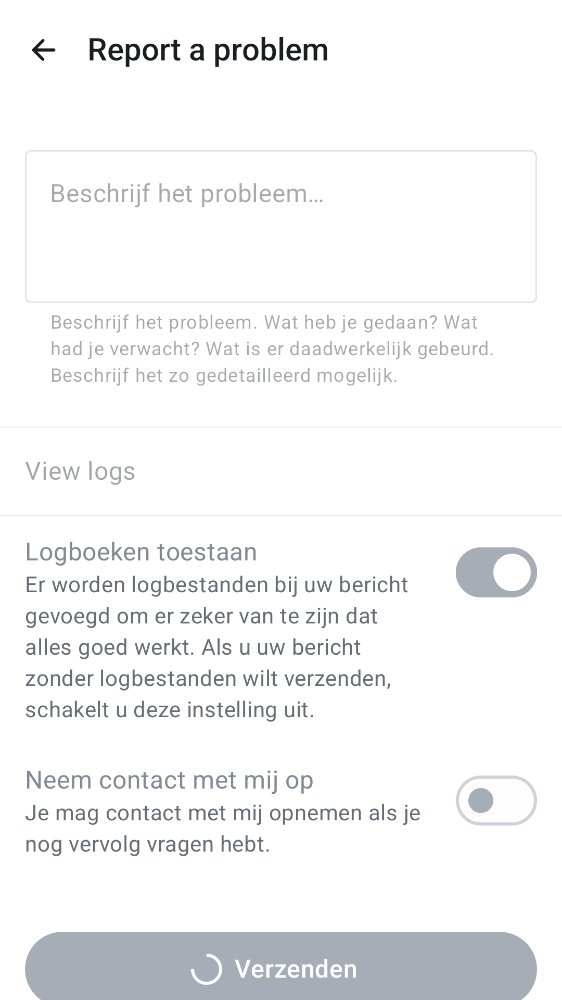 Report a problem
Beschrijf het probleem...
Beschrijf het probleem. Wat heb je gedaan? Wat
had je verwacht? Wat is er daadwerkelijk gebeurd.
Beschrijf het zo gedetailleerd mogelijk.
View logs
Logboeken toestaan
Er worden logbestanden bij uw bericht
gevoegd om er zeker van te zijn dat
alles goed werkt. Als u uw bericht
zonder logbestanden wilt verzenden,
schakelt u deze instelling uit.
Neem contact met mij op
Je mag contact met mij opnemen als je
nog vervolg vragen hebt.
Verzenden